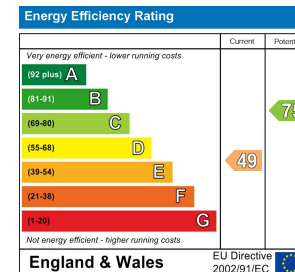 Energy Efficiency Rating
Current
Very energy efficient - lower running costs
(92 plus) A
(81-91) B
(69-80) C
(55-68) D
(39-54) E
(21-38) F
(1-20) G
49
Not energy efficient - higher running costs
England & Wales
EU Directive
2002/91/EC